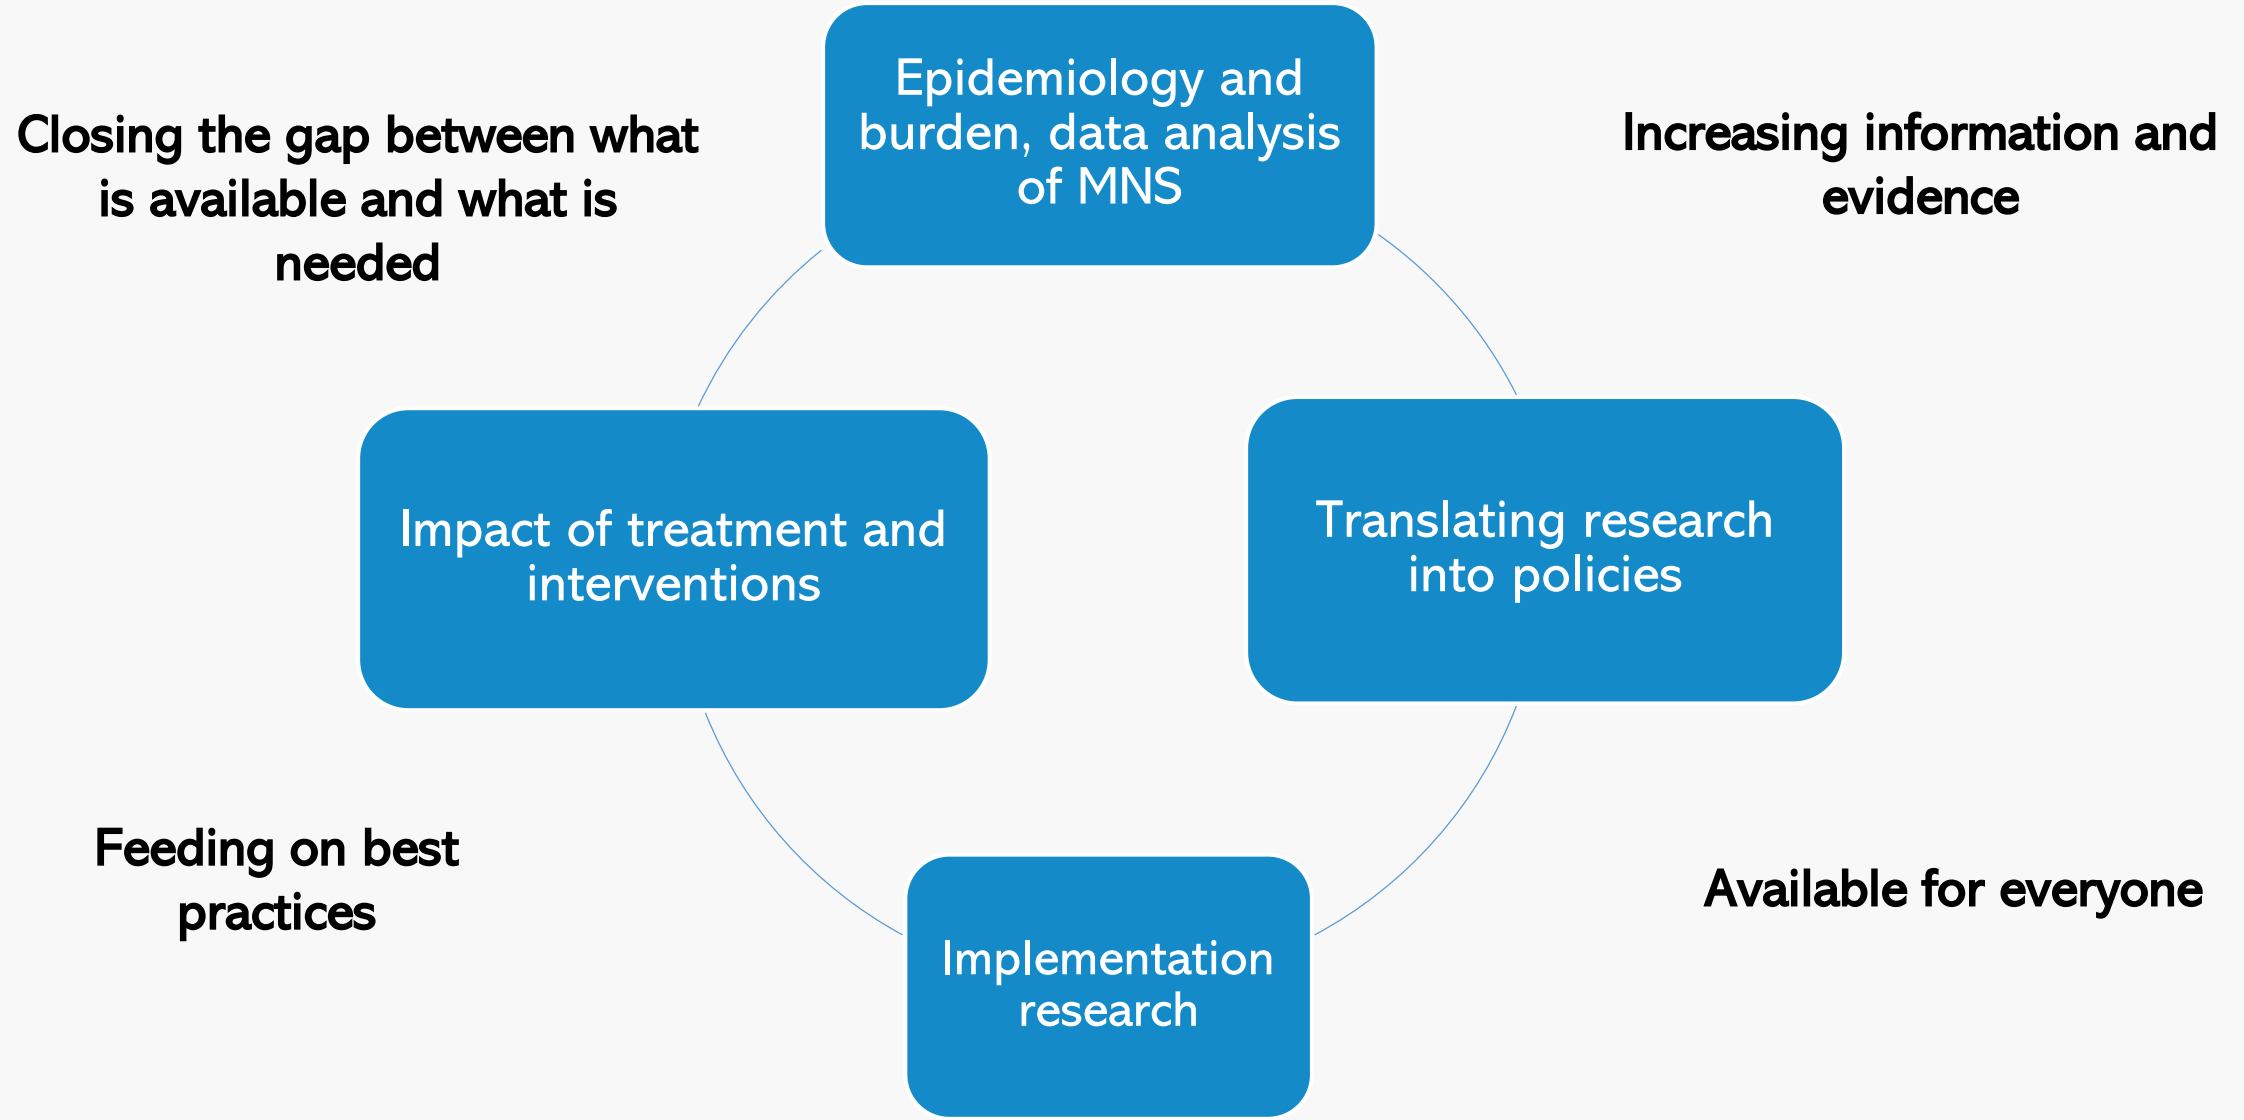 Epidemiology and
burden, data analysis
of MNS
Closing the gap between what
is available and what is
needed
Increasing information and
evidence
Impact of treatment and
interventions
Translating research
into policies
Feeding on best
practices
Available for everyone
Implementation
research